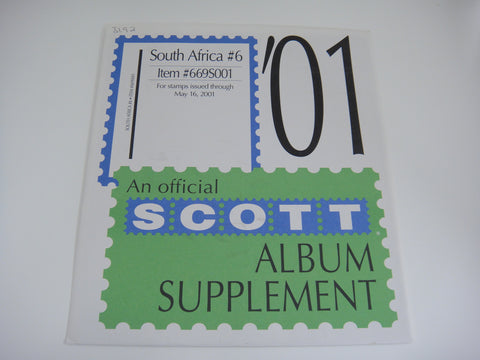 South Africa #6
Item #669S001
For stamps issued through
May 16, 2001
'01
An official
SCOTT
ALBUM
SUPPLEMENT